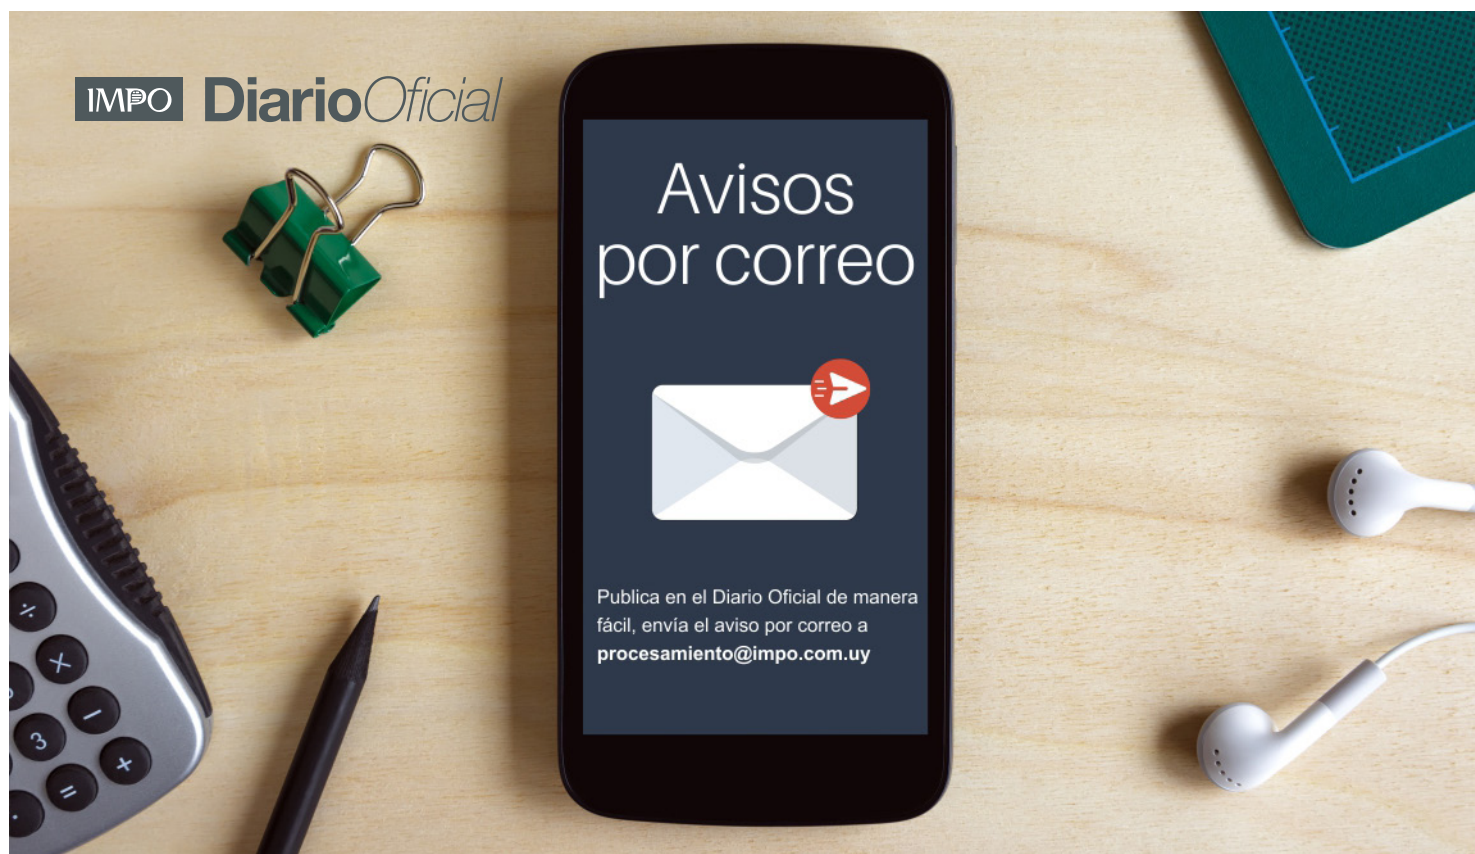 IMPO DiarioOficial
Avisos
por correo
Publica en el Diario Oficial de manera
fácil, envía el aviso por correo a
procesamiento@impo.com.uy
÷
×
−
3
+
=